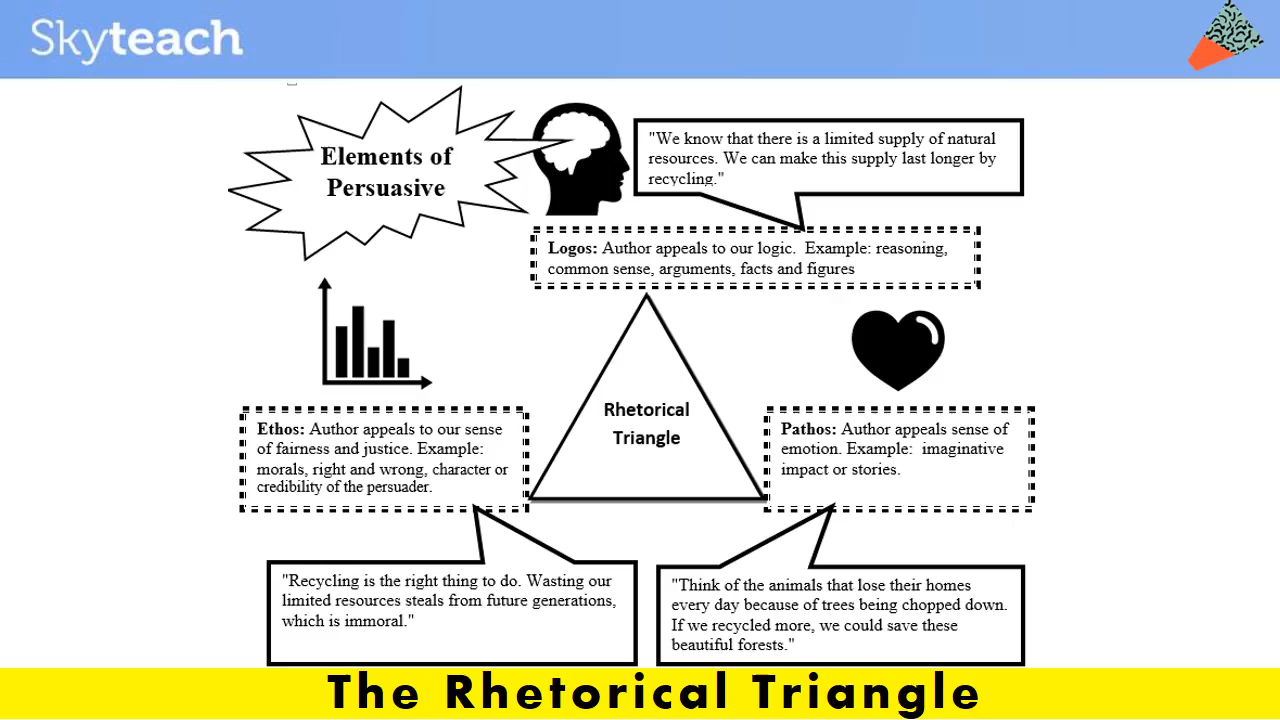 Skyteach
Elements of
Persuasive
"We know that there is a limited supply of natural
resources. We can make this supply last longer by
recycling."
Logos: Author appeals to our logic.  Example: reasoning,
common sense, arguments, facts and figures
Rhetorical
Triangle
Ethos: Author appeals to our sense
of fairness and justice. Example:
morals, right and wrong, character or
credibility of the persuader.
Pathos: Author appeals sense of
emotion. Example:  imaginative
impact or stories.
"Recycling is the right thing to do. Wasting our
limited resources steals from future generations,
which is immoral."
"Think of the animals that lose their homes
every day because of trees being chopped down.
If we recycled more, we could save these
beautiful forests."
The Rhetorical Triangle